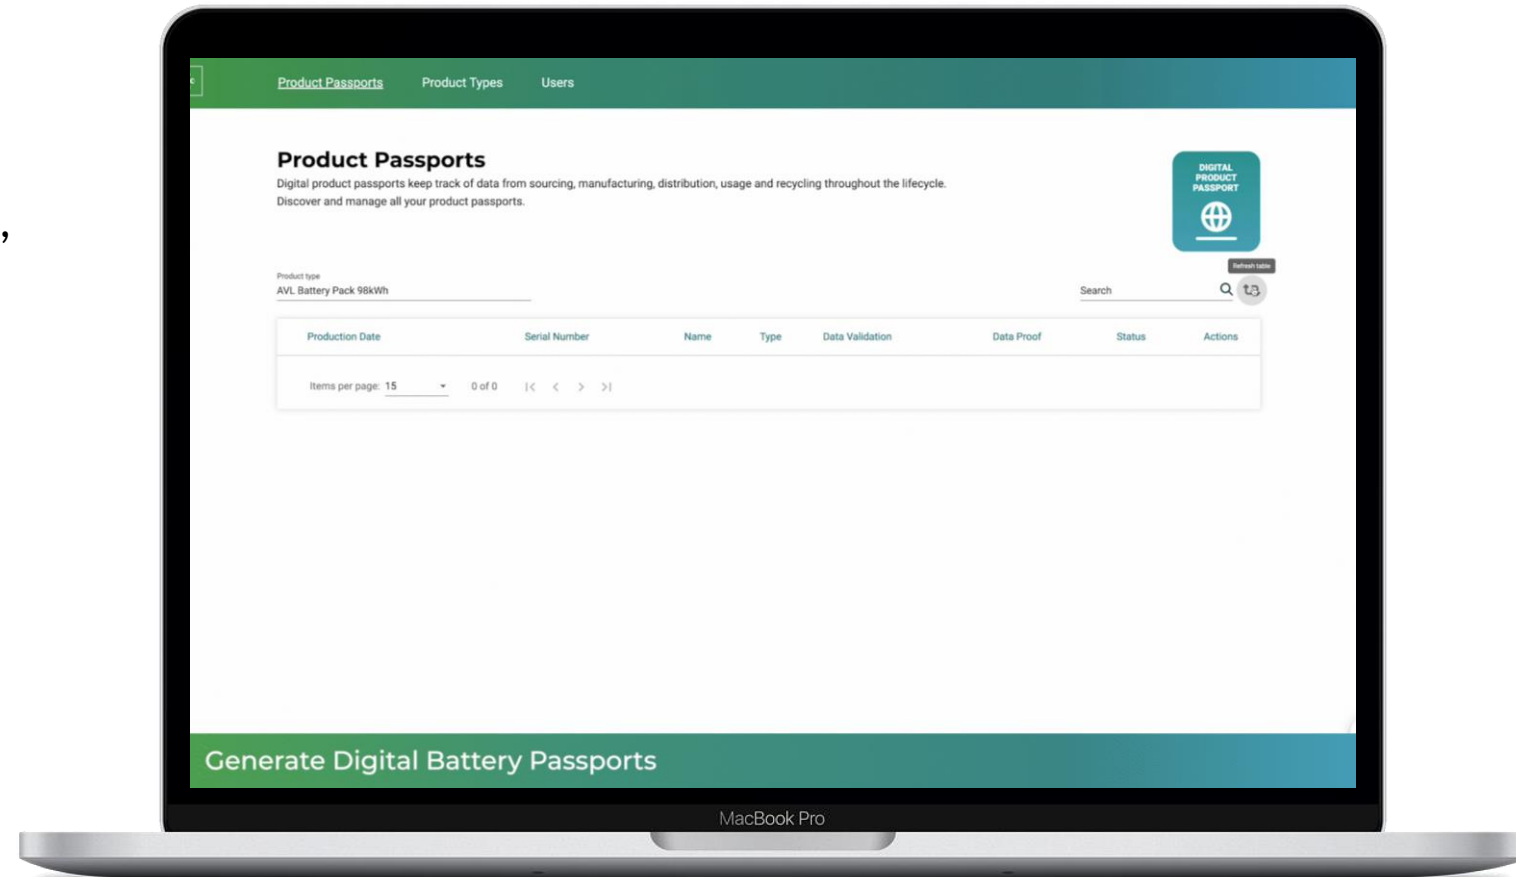 Product Passports Product Types Users
Product Passports
Digital product passports keep track of data from sourcing, manufacturing, distribution, usage and recycling throughout the lifecycle.
Discover and manage all your product passports.
DIGITAL
PRODUCT
PASSPORT
,
Refresh table
Product type
AVL Battery Pack 98kWh
Search
Production Date Serial Number Name Type Data Validation Data Proof Status Actions
Items per page: 15 0 of 0 |< < > >|
Generate Digital Battery Passports
MacBook Pro